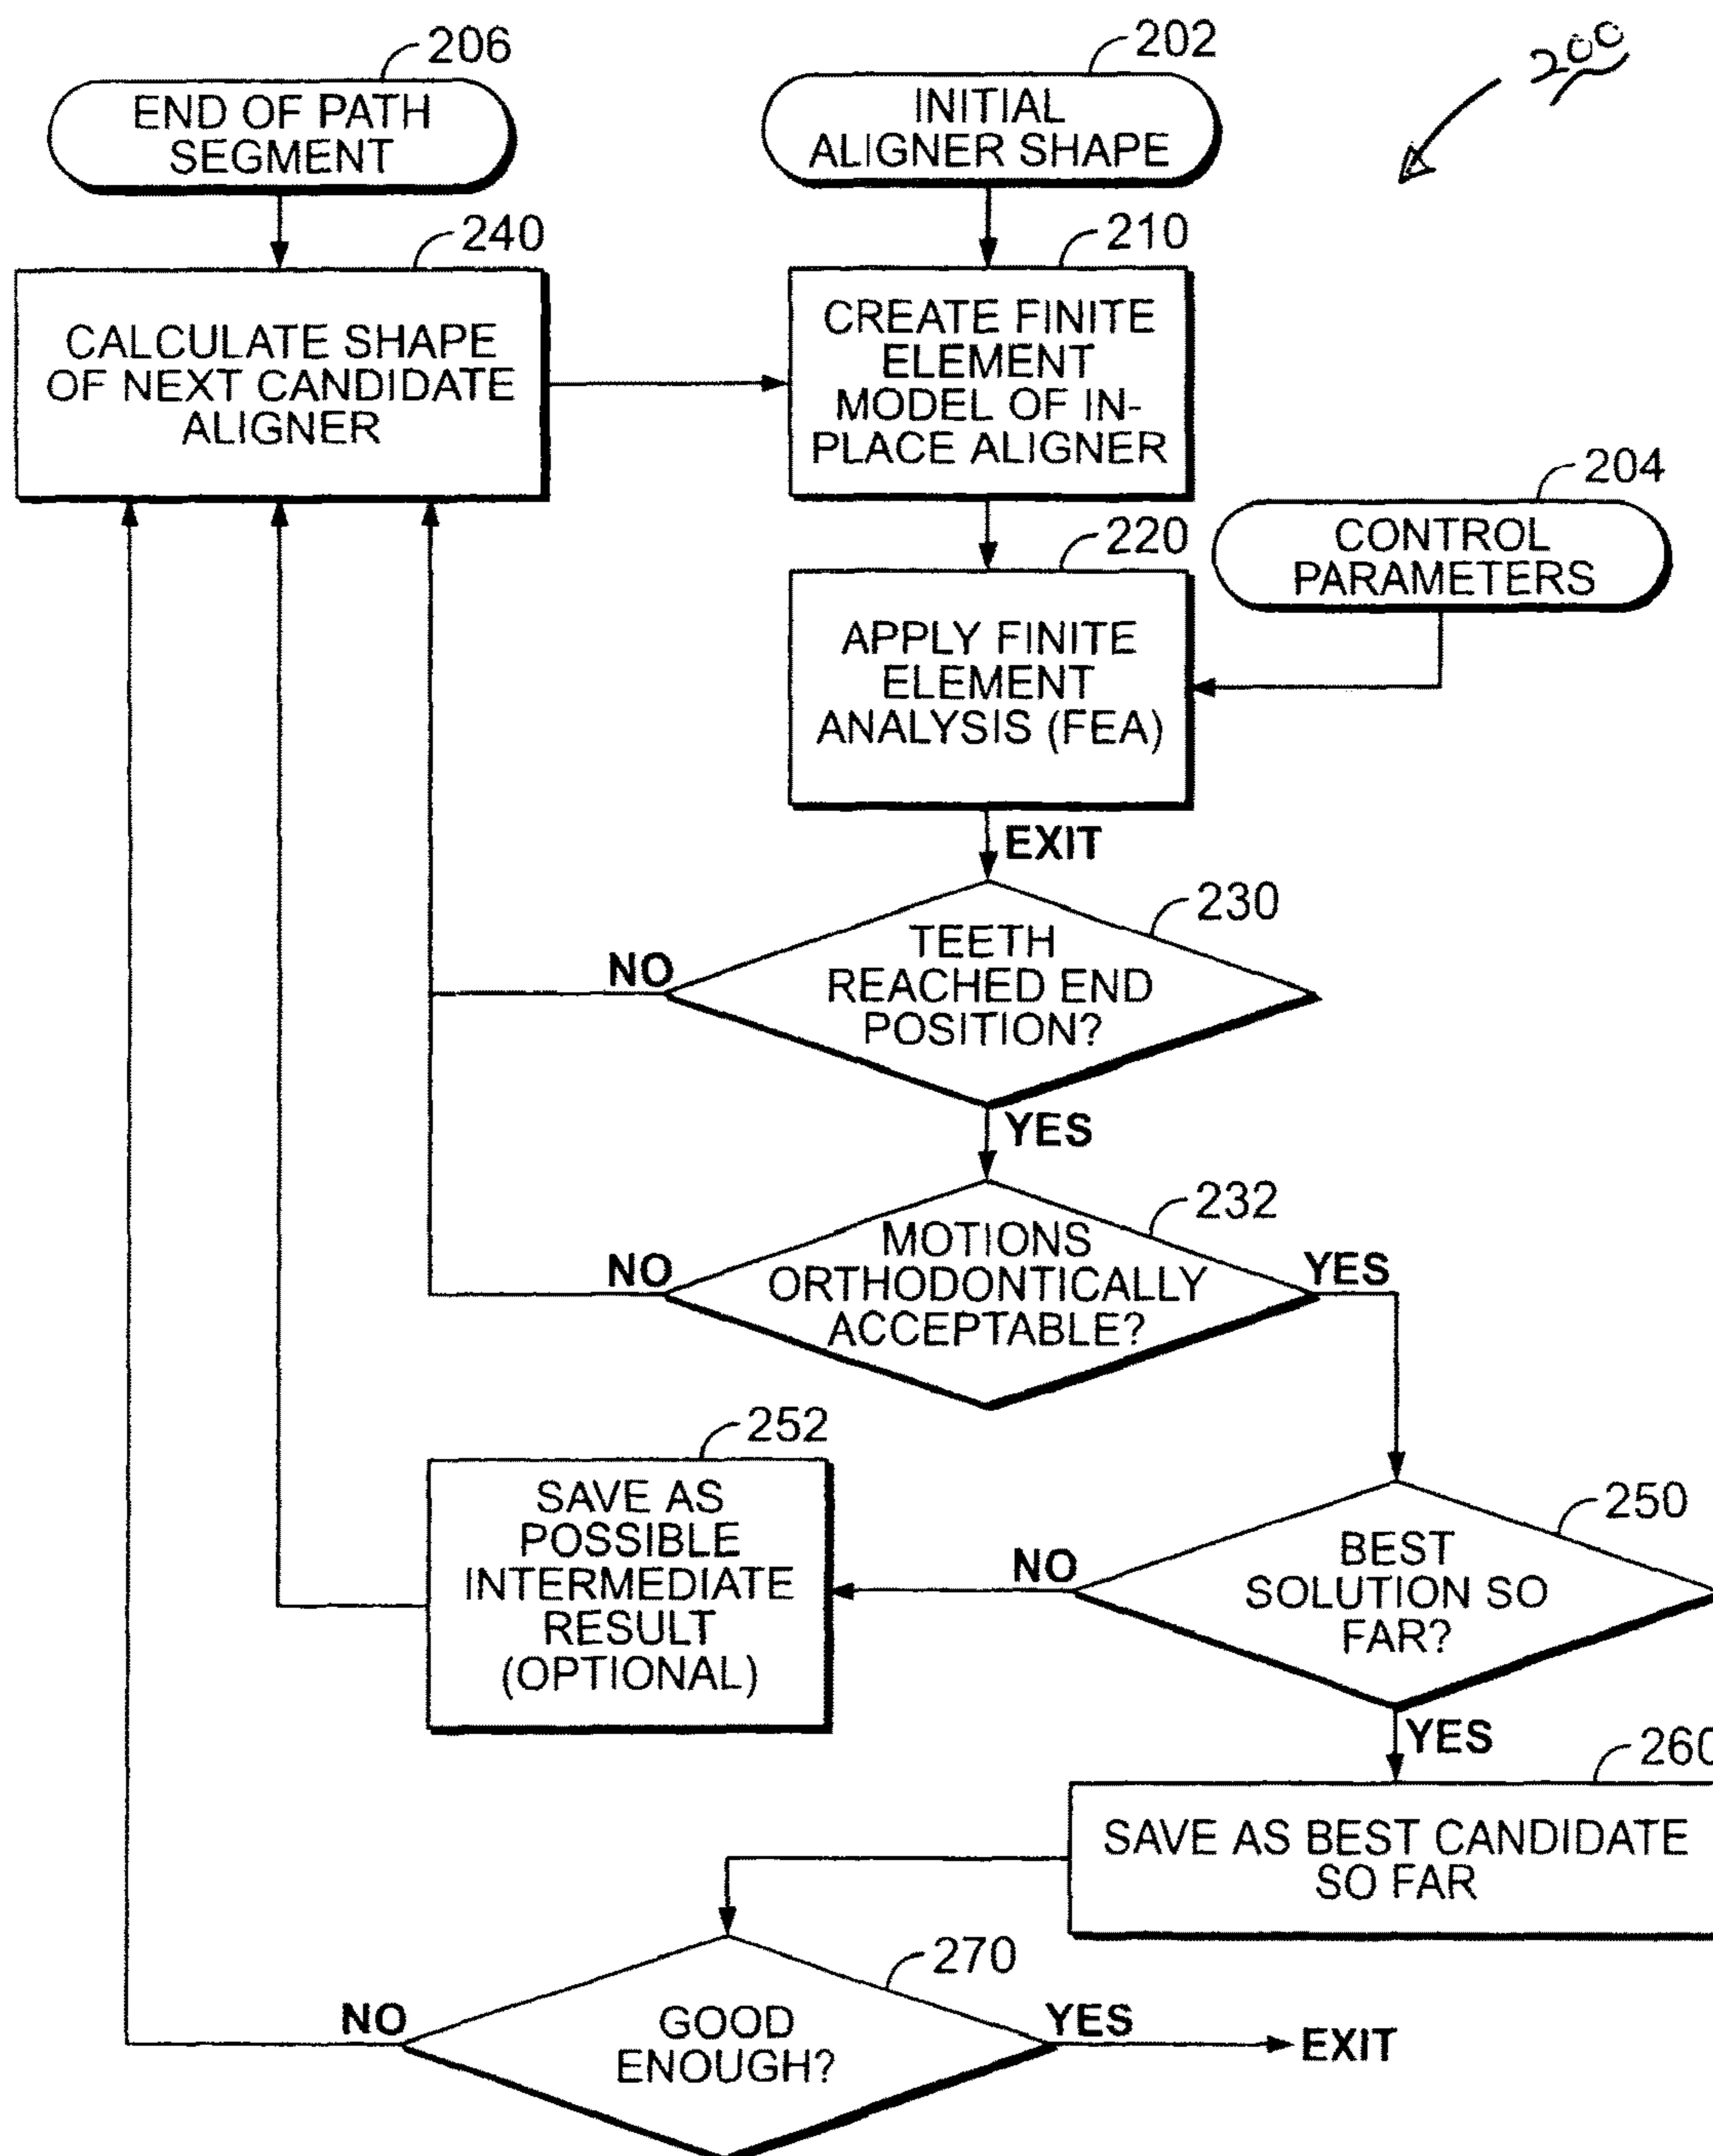 206
END OF PATH
SEGMENT
202
INITIAL
ALIGNER SHAPE
200
240
CALCULATE SHAPE
OF NEXT CANDIDATE
ALIGNER
210
CREATE FINITE
ELEMENT
MODEL OF IN-
PLACE ALIGNER
204
CONTROL
PARAMETERS
220
APPLY FINITE
ELEMENT
ANALYSIS (FEA)
EXIT
230
TEETH
REACHED END
POSITION?
NO
YES
232
MOTIONS
ORTHODONTICALLY
ACCEPTABLE?
NO
YES
252
SAVE AS
POSSIBLE
INTERMEDIATE
RESULT
(OPTIONAL)
250
BEST
SOLUTION SO
FAR?
NO
YES
260
SAVE AS BEST CANDIDATE
SO FAR
270
GOOD
ENOUGH?
NO
YES
EXIT